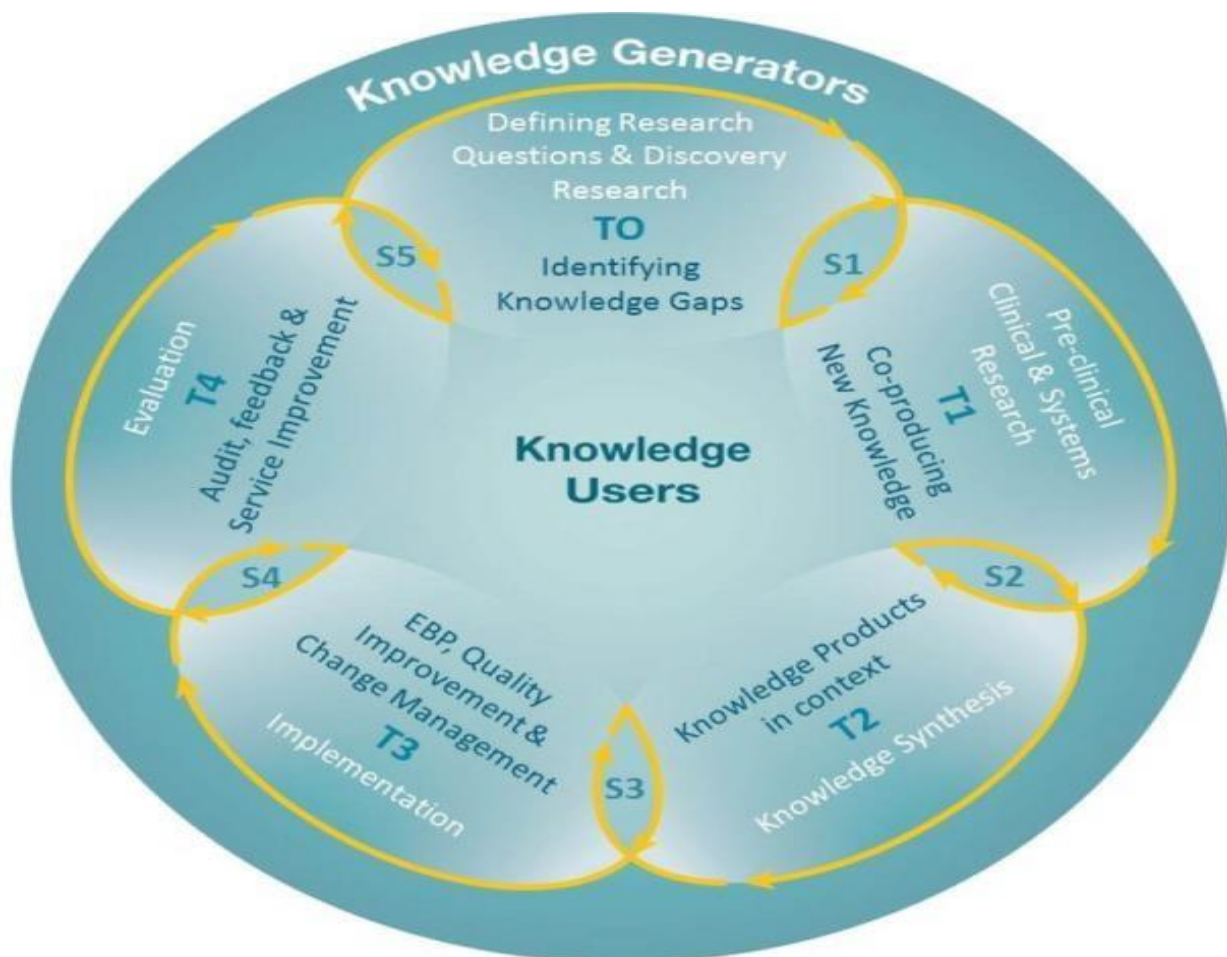 Knowledge Generators
Defining Research
Questions & Discovery
Research
TO
Identifying
Knowledge Gaps
S1
Pre-clinical
Clinical & Systems
Research
T1
Co-producing
New Knowledge
S2
Knowledge Products
in context
T2
Knowledge Synthesis
S3
EBP, Quality
Improvement &
Change Management
T3
Implementation
S4
Evaluation
T4
Audit, feedback &
Service Improvement
S5
Knowledge
Users